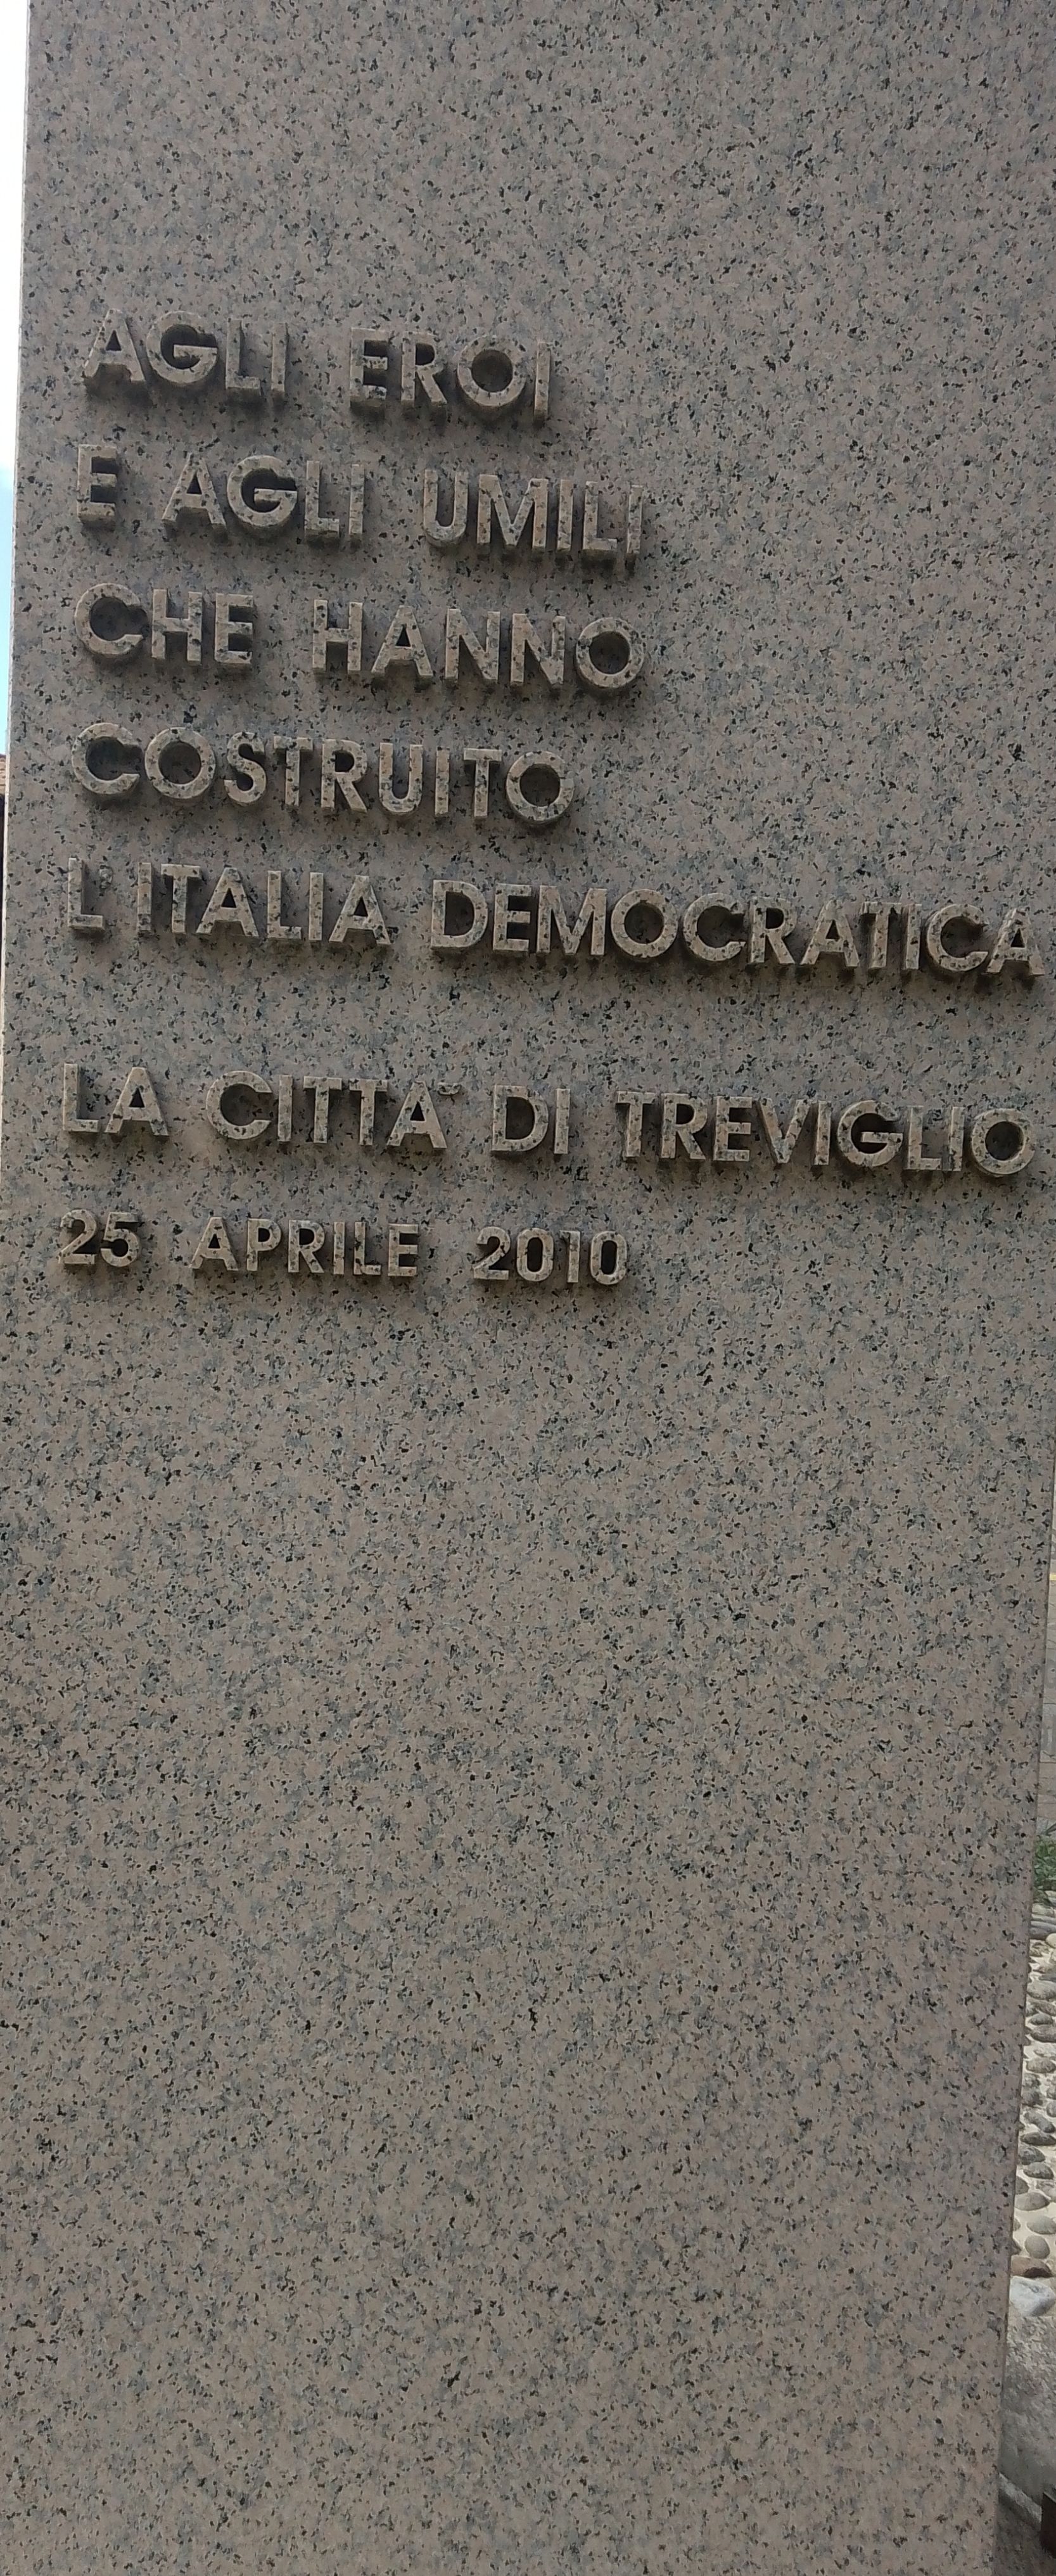 AGLI EROI
E AGLI UMILI
CHE HANNO
COSTRUITO
L'ITALIA DEMOCRATICA
LA CITTA' DI TREVIGLIO
25 APRILE 2010